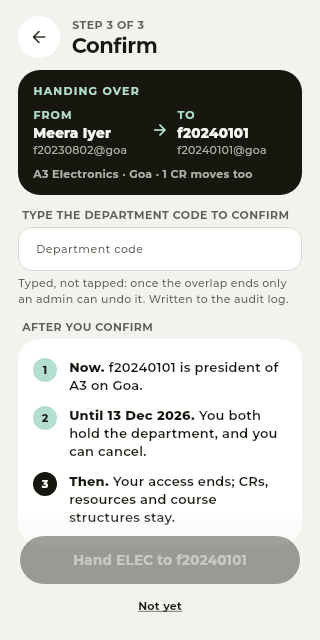 STEP 3 OF 3
Confirm
HANDING OVER
FROM
Meera Iyer
f20230802@goa
TO
f20240101
f20240101@goa
A3 Electronics · Goa · 1 CR moves too
TYPE THE DEPARTMENT CODE TO CONFIRM
Department code
Typed, not tapped: once the overlap ends only
an admin can undo it. Written to the audit log.
AFTER YOU CONFIRM
1
Now. f20240101 is president of
A3 on Goa.
2
Until 13 Dec 2026. You both
hold the department, and you
can cancel.
3
Then. Your access ends; CRs,
resources and course
structures stay.
Hand ELEC to f20240101
Not yet